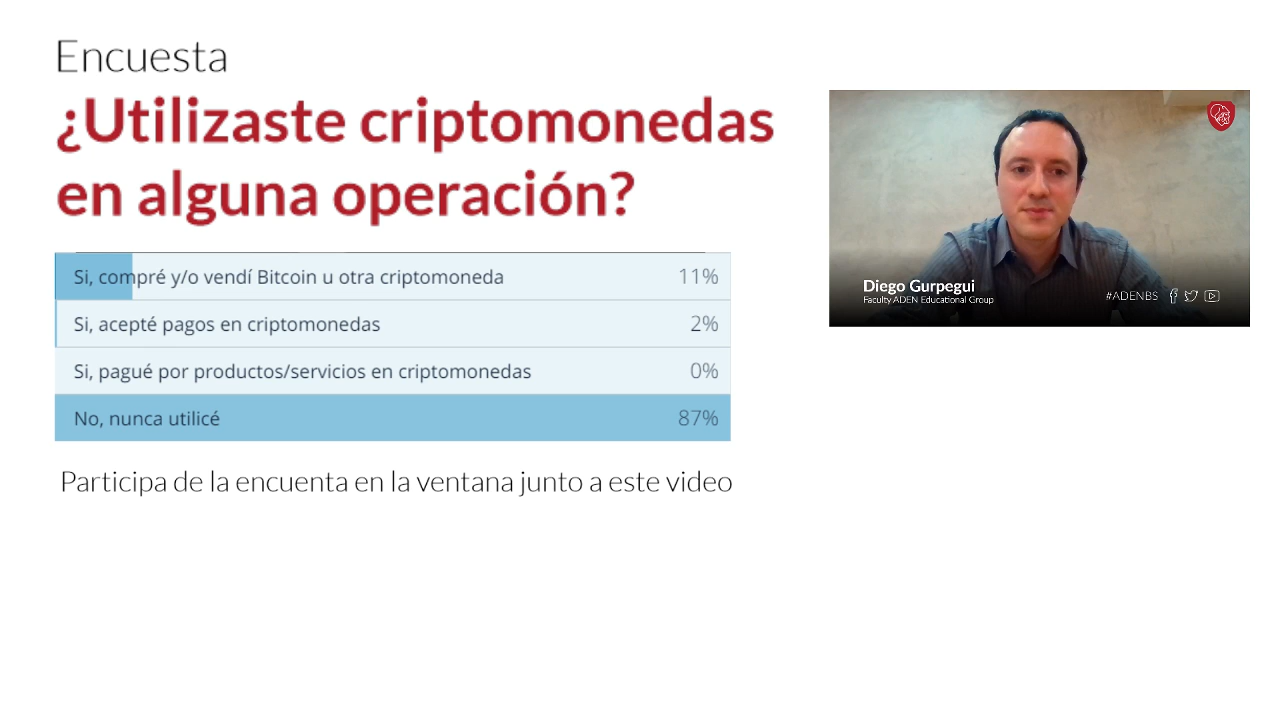 Encuesta
¿Utilizaste criptomonedas
en alguna operación?
Si, compré y/o vendí Bitcoin u otra criptomoneda 11%
Si, acepté pagos en criptomonedas 2%
Si, pagué por productos/servicios en criptomonedas 0%
No, nunca utilicé 87%
Participa de la encuenta en la ventana junto a este video
Diego Gurpegui
Faculty ADEN Educational Group
#ADENBS